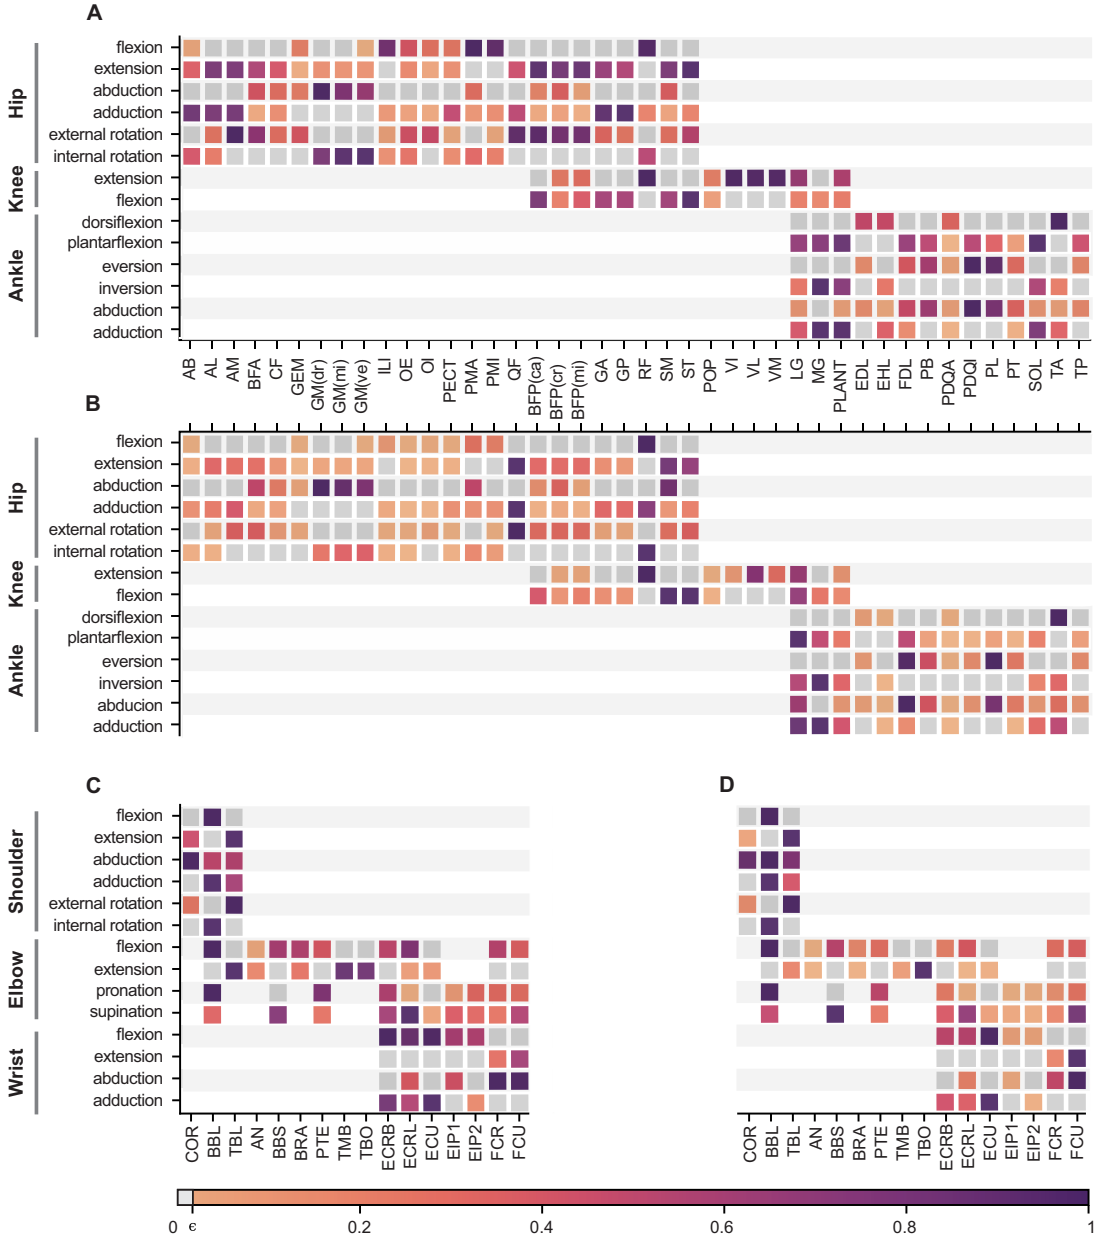 A
Hip
flexion
extension
abduction
adduction
external rotation
internal rotation
Knee
extension
flexion
Ankle
dorsiflexion
plantarflexion
eversion
inversion
abduction
adduction
AB AL AM BFA CF GEM GM(dr) GM(mi) GM(ve) ILI OE OI PECT PMA PMI QF BFP(ca) BFP(cr) BFP(mi) GA GP RF SM ST POP VI VL VM LG MG PLANT EDL EHL FDL PB PDQA PDQI PL PT SOL TA TP
B
Hip
flexion
extension
abduction
adduction
external rotation
internal rotation
Knee
extension
flexion
Ankle
dorsiflexion
plantarflexion
eversion
inversion
abducion
adduction
C
D
Shoulder
flexion
extension
abduction
adduction
external rotation
internal rotation
Elbow
flexion
extension
pronation
supination
Wrist
flexion
extension
abduction
adduction
COR BBL TBL AN BBS BRA PTE TMB TBO ECRB ECRL ECU EIP1 EIP2 FCR FCU
COR BBL TBL AN BBS BRA PTE TMB TBO ECRB ECRL ECU EIP1 EIP2 FCR FCU
0 ϵ 0.2 0.4 0.6 0.8 1